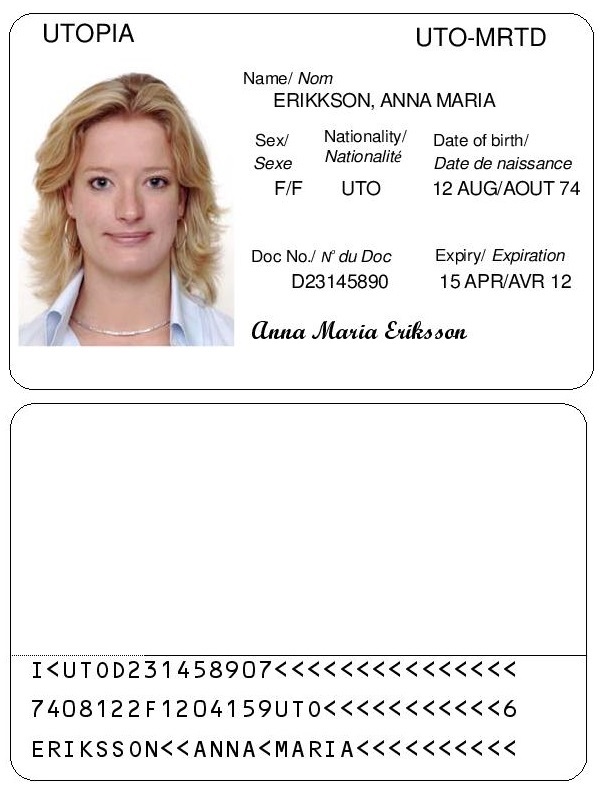 UTOPIA UTO-MRTD
Name/ Nom
ERIKKSON, ANNA MARIA
Sex/ Nationality/ Date of birth/
Sexe Nationalité Date de naissance
F/F UTO 12 AUG/AOUT 74
Doc No./ N° du Doc Expiry/ Expiration
D23145890 15 APR/AVR 12
Anna Maria Eriksson
I<UTOD231458907<<<<<<<<<<<<<<<
7408122F1204159UTO<<<<<<<<<<<6
ERIKSSON<<ANNA<MARIA<<<<<<<<<<